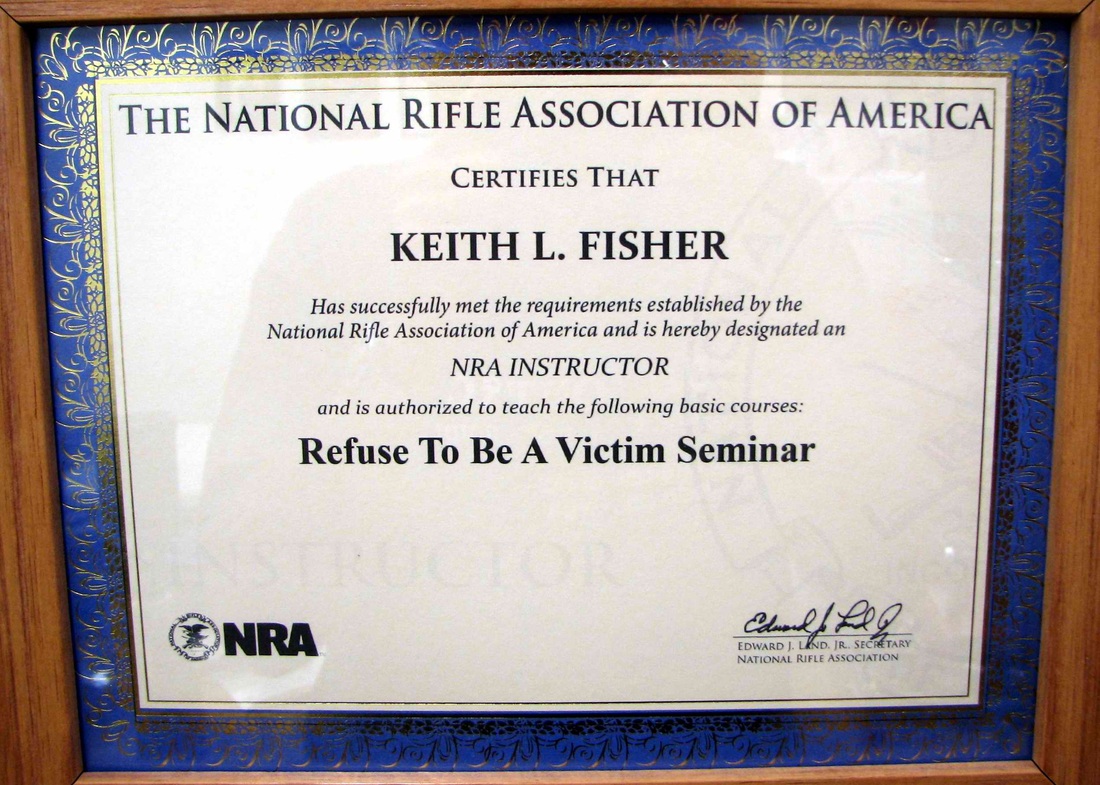 THE NATIONAL RIFLE ASSOCIATION OF AMERICA
CERTIFIES THAT
KEITH L. FISHER
Has successfully met the requirements established by the
National Rifle Association of America and is hereby designated an
NRA INSTRUCTOR
and is authorized to teach the following basic courses:
Refuse To Be A Victim Seminar
INSTRUCTOR
NRA
EDWARD J. LAND, JR., SECRETARY
NATIONAL RIFLE ASSOCIATION